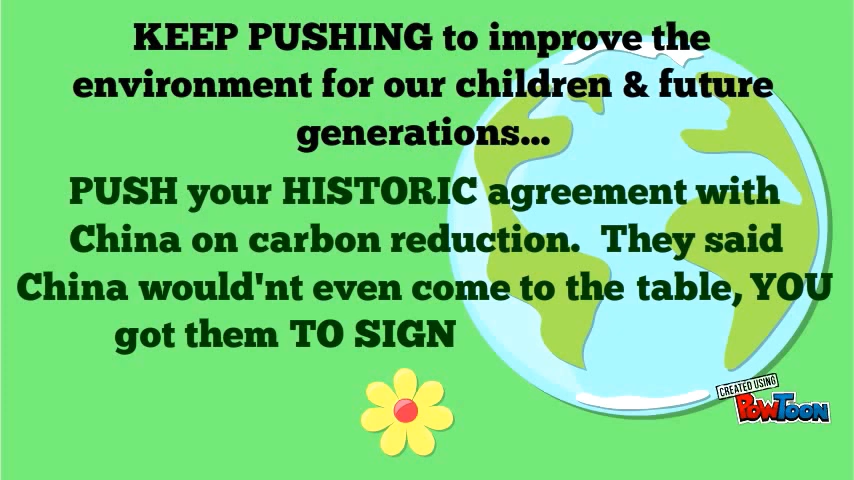 KEEP PUSHING to improve the
environment for our children & future
generations...
PUSH your HISTORIC agreement with
China on carbon reduction.  They said
China would'nt even come to the table, YOU
got them TO SIGN
CREATED USING
POWTOON